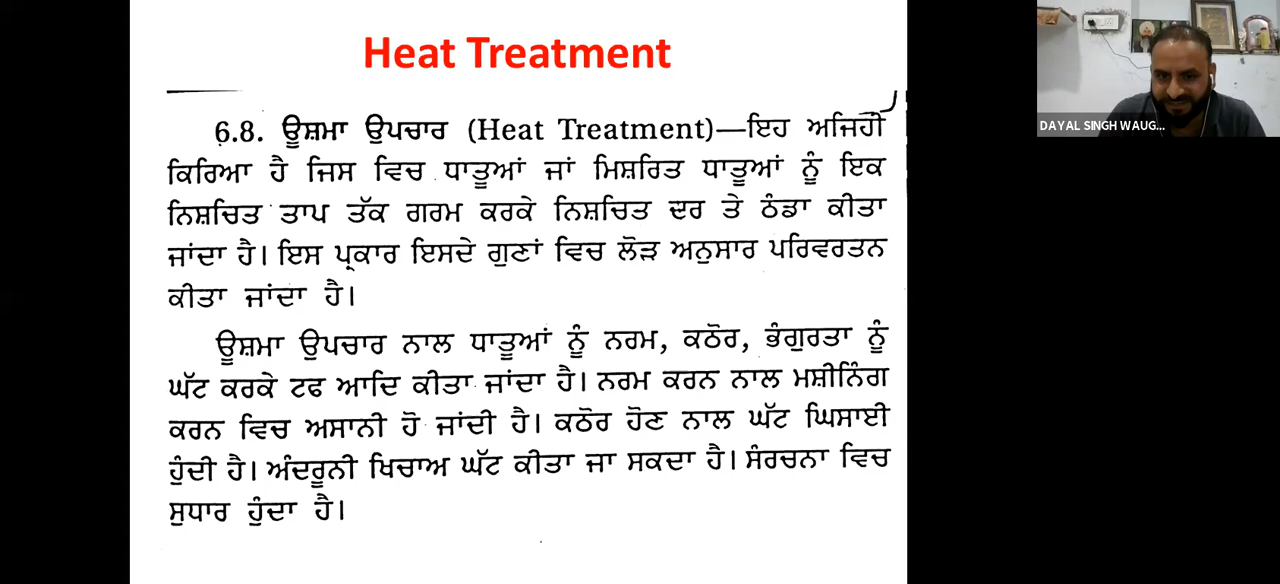 Heat Treatment
6.8. ਊਸ਼ਮਾ ਉਪਚਾਰ (Heat Treatment)—ਇਹ ਅਜਿਹੀ
ਕਿਰਿਆ ਹੈ ਜਿਸ ਵਿਚ ਧਾਤੂਆਂ ਜਾਂ ਮਿਸ਼ਰਿਤ ਧਾਤੂਆਂ ਨੂੰ ਇਕ
ਨਿਸ਼ਚਿਤ ਤਾਪ ਤੱਕ ਗਰਮ ਕਰਕੇ ਨਿਸ਼ਚਿਤ ਦਰ ਤੇ ਠੰਡਾ ਕੀਤਾ
ਜਾਂਦਾ ਹੈ। ਇਸ ਪ੍ਰਕਾਰ ਇਸਦੇ ਗੁਣਾਂ ਵਿਚ ਲੋੜ ਅਨੁਸਾਰ ਪਰਿਵਰਤਨ
ਕੀਤਾ ਜਾਂਦਾ ਹੈ।
ਊਸ਼ਮਾ ਉਪਚਾਰ ਨਾਲ ਧਾਤੂਆਂ ਨੂੰ ਨਰਮ, ਕਠੋਰ, ਭੰਗੁਰਤਾ ਨੂੰ
ਘੱਟ ਕਰਕੇ ਟਫ ਆਦਿ ਕੀਤਾ ਜਾਂਦਾ ਹੈ। ਨਰਮ ਕਰਨ ਨਾਲ ਮਸ਼ੀਨਿੰਗ
ਕਰਨ ਵਿਚ ਅਸਾਨੀ ਹੋ ਜਾਂਦੀ ਹੈ। ਕਠੋਰ ਹੋਣ ਨਾਲ ਘੱਟ ਘਿਸਾਈ
ਹੁੰਦੀ ਹੈ। ਅੰਦਰੂਨੀ ਖਿਚਾਅ ਘੱਟ ਕੀਤਾ ਜਾ ਸਕਦਾ ਹੈ। ਸੰਰਚਨਾ ਵਿਚ
ਸੁਧਾਰ ਹੁੰਦਾ ਹੈ।
DAYAL SINGH WAUG...